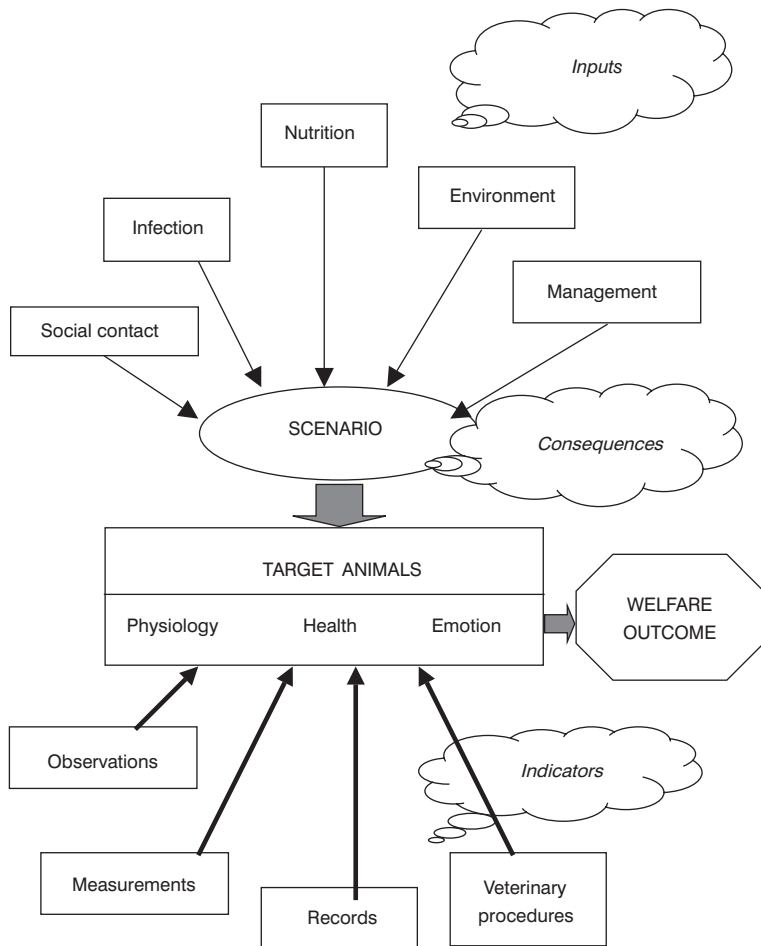 Inputs
Nutrition
Environment
Infection
Management
Social contact
SCENARIO
Consequences
TARGET ANIMALS
Physiology Health Emotion
WELFARE
OUTCOME
Observations
Indicators
Measurements
Veterinary
procedures
Records